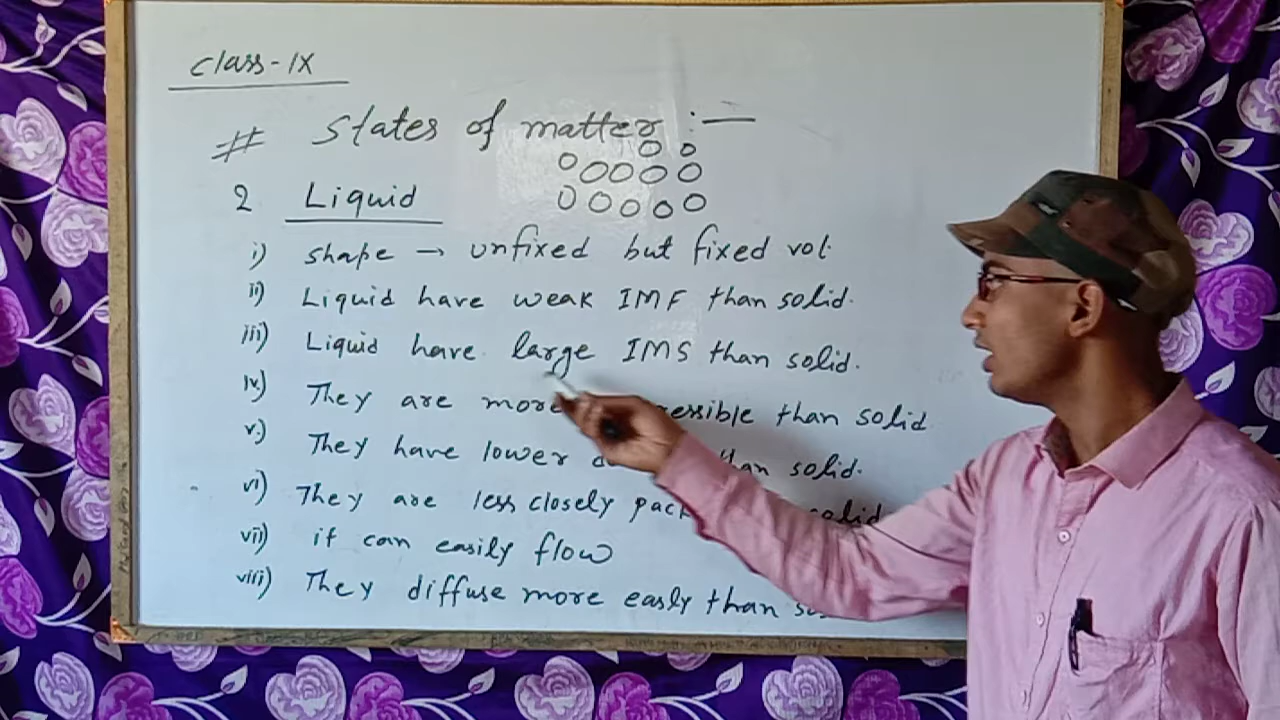 class-IX
# States of matter :—
2 Liquid
i) shape → unfixed but fixed vol.
ii) Liquid have weak IMF than solid.
iii) Liquid have large IMS than solid.
iv) They are more than solid
v) They have lower than solid.
vi) They are less closely solid
vii) it can easily flow
viii) They diffuse more easly than